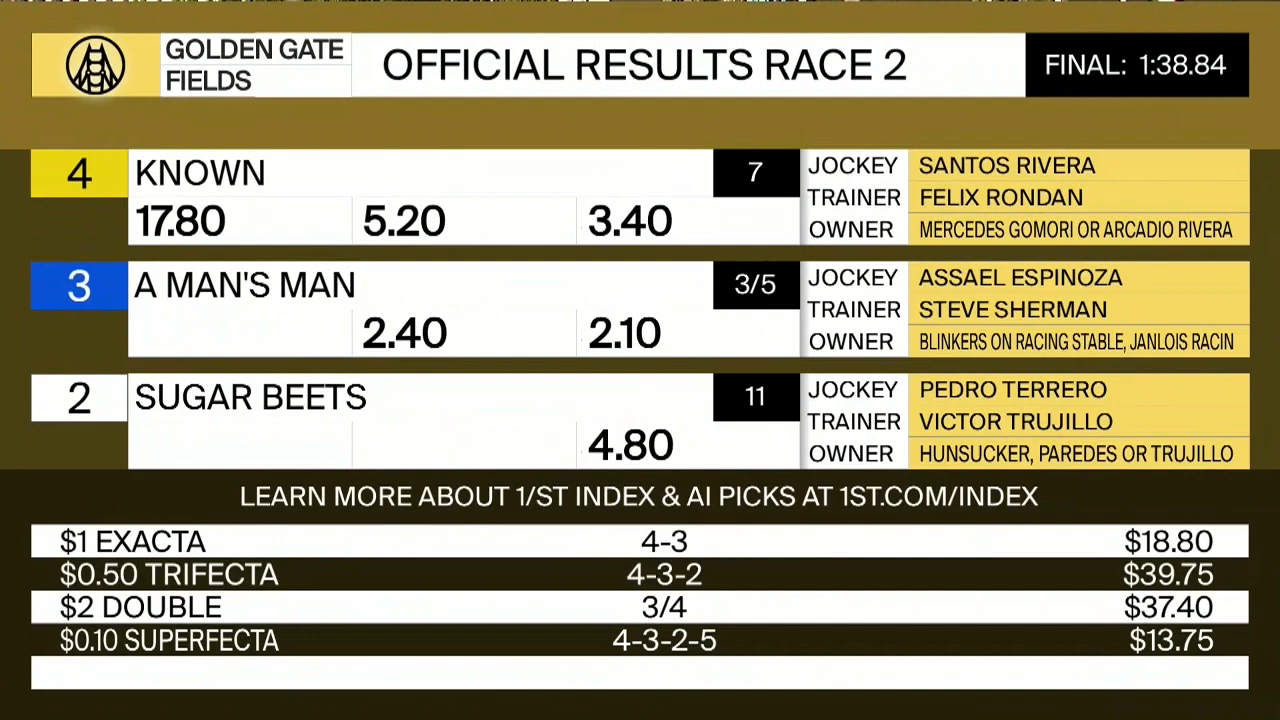 GOLDEN GATE
FIELDS
OFFICIAL RESULTS RACE 2
FINAL: 1:38.84
4 KNOWN 7
17.80 5.20 3.40
JOCKEY SANTOS RIVERA
TRAINER FELIX RONDAN
OWNER MERCEDES GOMORI OR ARCADIO RIVERA
3 A MAN'S MAN 3/5
2.40 2.10
JOCKEY ASSAEL ESPINOZA
TRAINER STEVE SHERMAN
OWNER BLINKERS ON RACING STABLE, JANLOIS RACIN
2 SUGAR BEETS 11
4.80
JOCKEY PEDRO TERRERO
TRAINER VICTOR TRUJILLO
OWNER HUNSUCKER, PAREDES OR TRUJILLO
LEARN MORE ABOUT 1/ST INDEX & AI PICKS AT 1ST.COM/INDEX
$1 EXACTA 4-3 $18.80
$0.50 TRIFECTA 4-3-2 $39.75
$2 DOUBLE 3/4 $37.40
$0.10 SUPERFECTA 4-3-2-5 $13.75